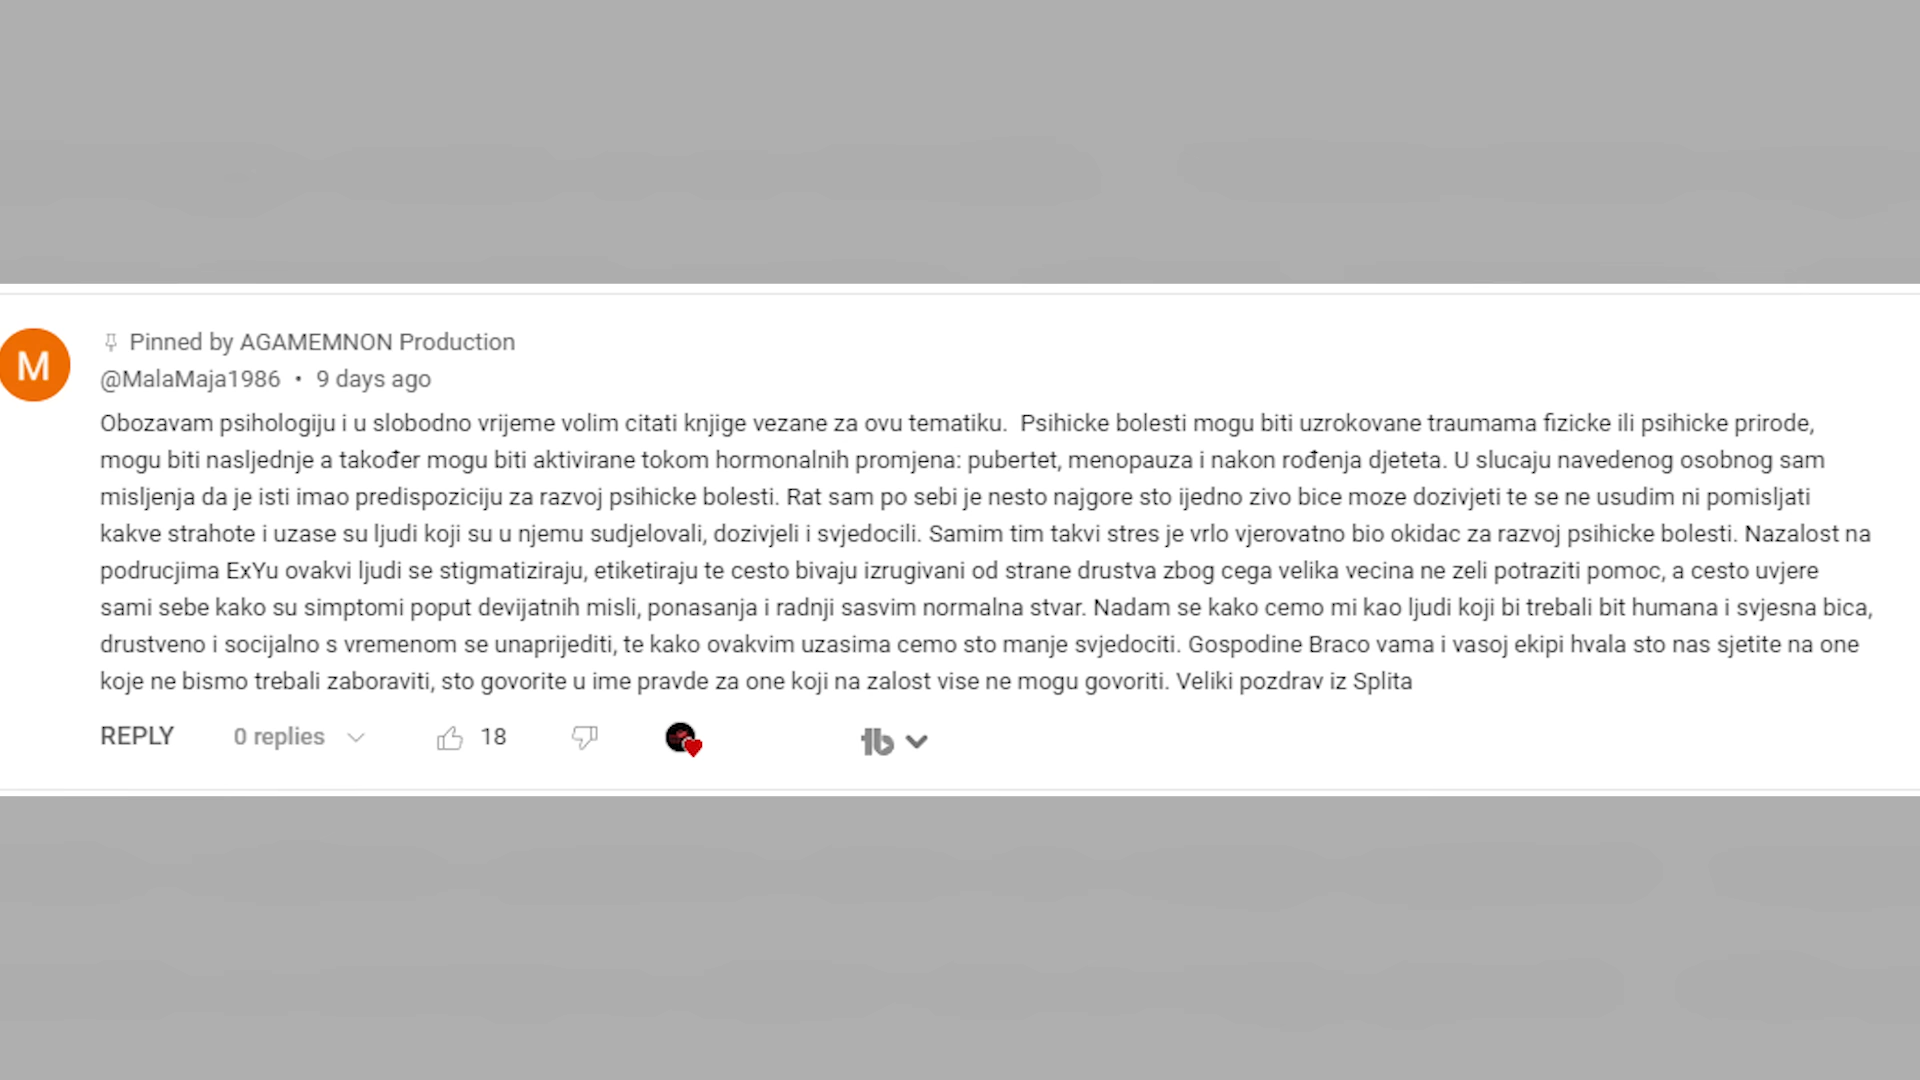 Pinned by AGAMEMNON Production
@MalaMaja1986 • 9 days ago
Obozavam psihologiju i u slobodno vrijeme volim citati knjige vezane za ovu tematiku.  Psihicke bolesti mogu biti uzrokovane traumama fizicke ili psihicke prirode,
mogu biti nasljednje a također mogu biti aktivirane tokom hormonalnih promjena: pubertet, menopauza i nakon rođenja djeteta. U slucaju navedenog osobnog sam
misljenja da je isti imao predispoziciju za razvoj psihicke bolesti. Rat sam po sebi je nesto najgore sto ijedno zivo bice moze dozivjeti te se ne usudim ni pomisljati
kakve strahote i uzase su ljudi koji su u njemu sudjelovali, dozivjeli i svjedocili. Samim tim takvi stres je vrlo vjerovatno bio okidac za razvoj psihicke bolesti. Nazalost na
podrucjima ExYu ovakvi ljudi se stigmatiziraju, etiketiraju te cesto bivaju izrugivani od strane drustva zbog cega velika vecina ne zeli potraziti pomoc, a cesto uvjere
sami sebe kako su simptomi poput devijatnih misli, ponasanja i radnji sasvim normalna stvar. Nadam se kako cemo mi kao ljudi koji bi trebali bit humana i svjesna bica,
drustveno i socijalno s vremenom se unaprijediti, te kako ovakvim uzasima cemo sto manje svjedociti. Gospodine Braco vama i vasoj ekipi hvala sto nas sjetite na one
koje ne bismo trebali zaboraviti, sto govorite u ime pravde za one koji na zalost vise ne mogu govoriti. Veliki pozdrav iz Splita
M
REPLY 0 replies 18